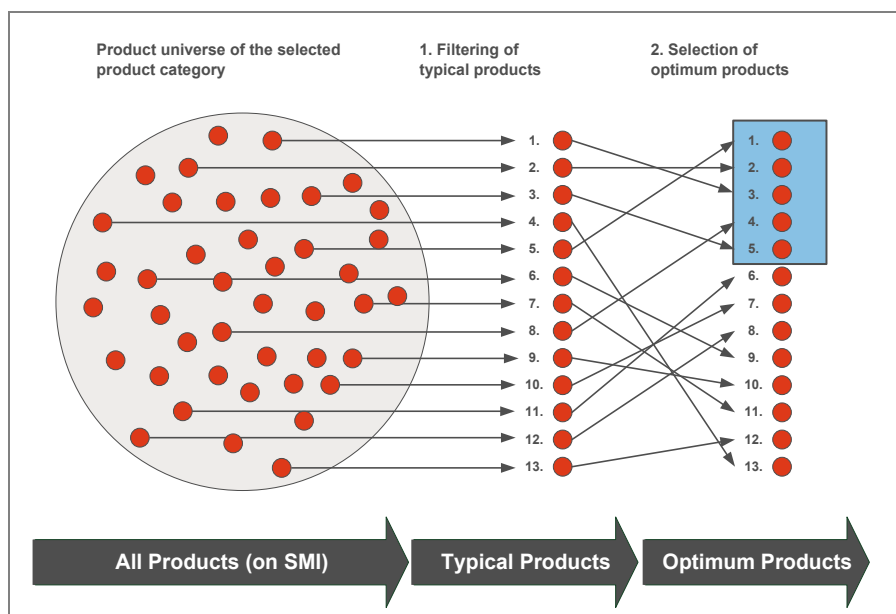 Product universe of the selected
product category
1. Filtering of
typical products
2. Selection of
optimum products
1.
2.
3.
4.
5.
6.
7.
8.
9.
10.
11.
12.
13.
1.
2.
3.
4.
5.
6.
7.
8.
9.
10.
11.
12.
13.
All Products (on SMI)
Typical Products
Optimum Products